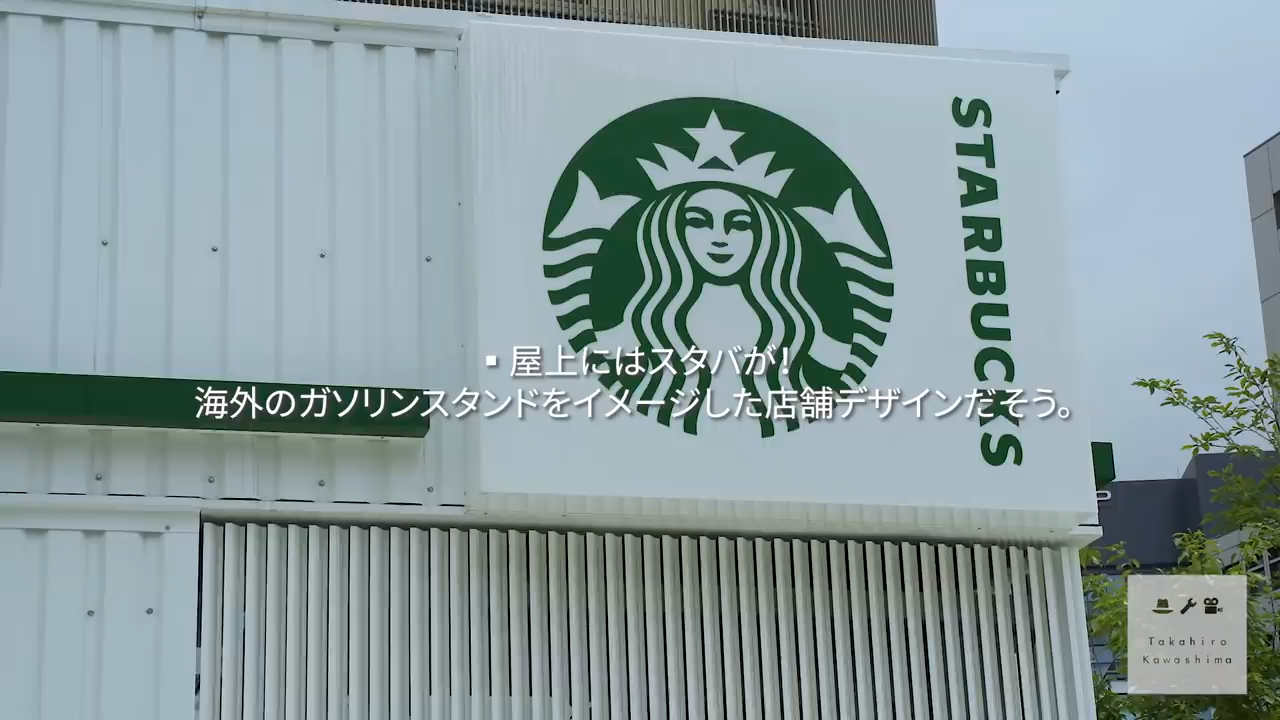 STARBUCKS
▪ 屋上にはスタバが！
海外のガソリンスタンドをイメージした店舗デザインだそう。
Takahiro
Kawashima